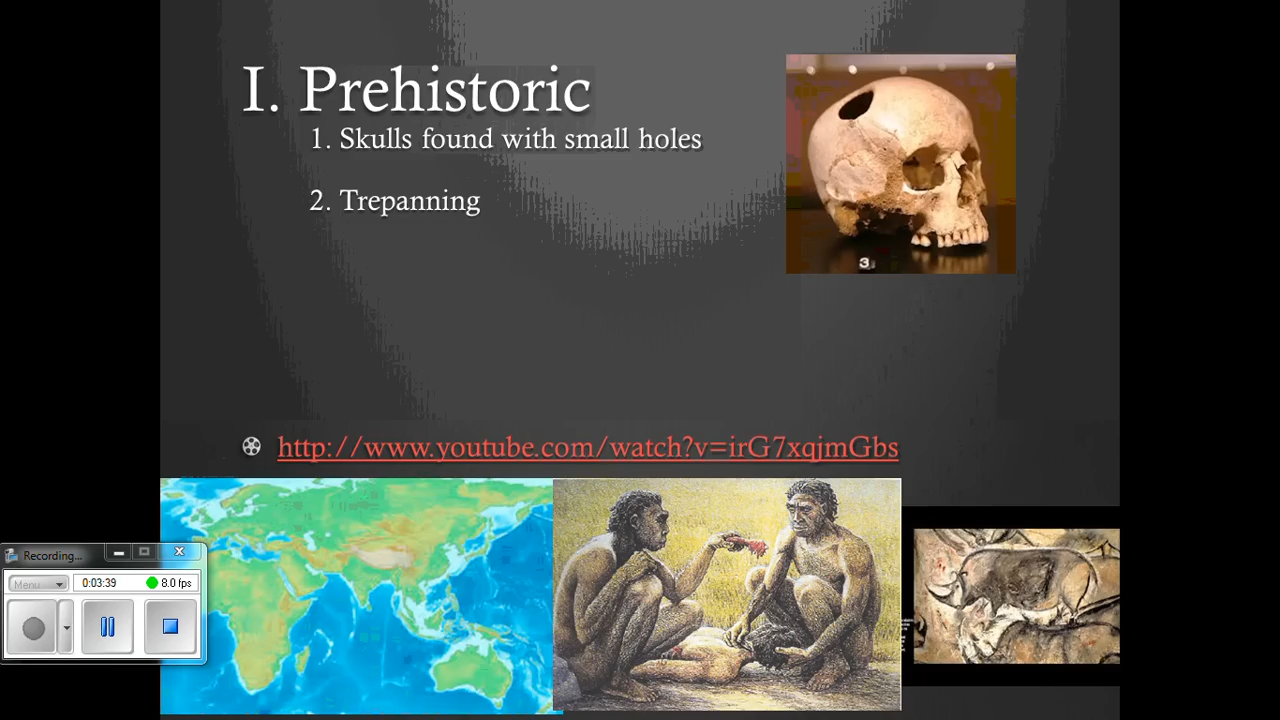 I. Prehistoric
1. Skulls found with small holes
2. Trepanning
3
http://www.youtube.com/watch?v=irG7xqjmGbs
Recording...
Menu
0:03:39
8.0 fps